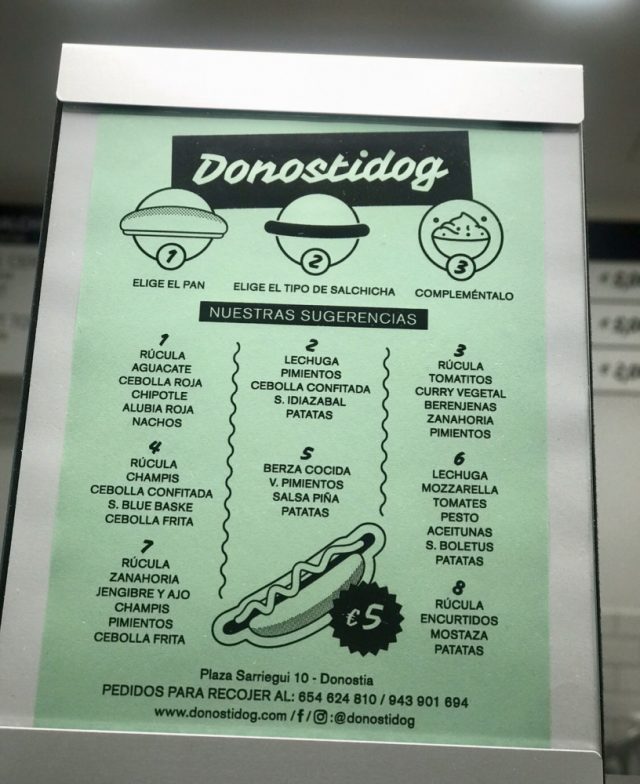 Donostidog
1
2
3
ELIGE EL PAN
ELIGE EL TIPO DE SALCHICHA
COMPLEMÉNTALO
NUESTRAS SUGERENCIAS
1
RÚCULA
AGUACATE
CEBOLLA ROJA
CHIPOTLE
ALUBIA ROJA
NACHOS
2
LECHUGA
PIMIENTOS
CEBOLLA CONFITADA
S. IDIAZABAL
PATATAS
3
RÚCULA
TOMATITOS
CURRY VEGETAL
BERENJENAS
ZANAHORIA
PIMIENTOS
4
RÚCULA
CHAMPIS
CEBOLLA CONFITADA
S. BLUE BASKE
CEBOLLA FRITA
5
BERZA COCIDA
V. PIMIENTOS
SALSA PIÑA
PATATAS
6
LECHUGA
MOZZARELLA
TOMATES
PESTO
ACEITUNAS
S. BOLETUS
PATATAS
7
RÚCULA
ZANAHORIA
JENGIBRE Y AJO
CHAMPIS
PIMIENTOS
CEBOLLA FRITA
€5
8
RÚCULA
ENCURTIDOS
MOSTAZA
PATATAS
Plaza Sarriegui 10 - Donostia
PEDIDOS PARA RECOJER AL: 654 624 810 / 943 901 694
www.donostidog.com / f / :@donostidog